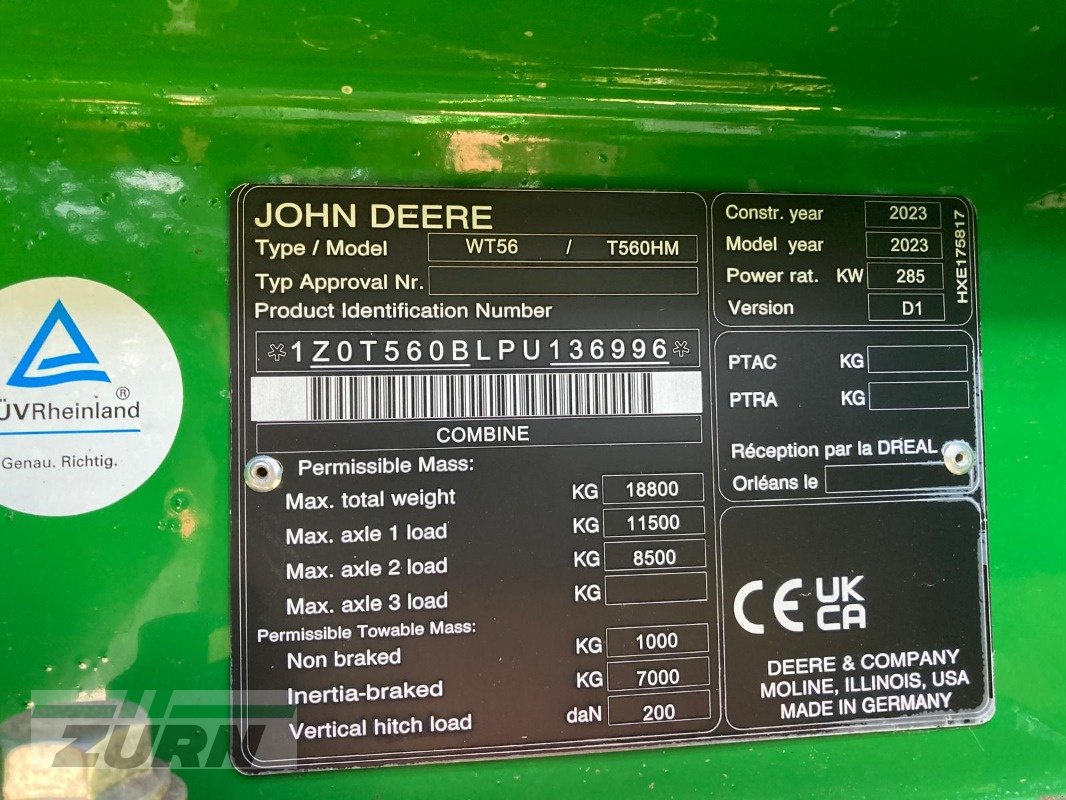 JOHN DEERE
Type / Model WT56 / T560HM
Typ Approval Nr.
Product Identification Number
*1Z0T560BLPU136996*
COMBINE
Permissible Mass:
Max. total weight KG 18800
Max. axle 1 load KG 11500
Max. axle 2 load KG 8500
Max. axle 3 load KG
Permissible Towable Mass:
Non braked KG 1000
Inertia-braked KG 7000
Vertical hitch load daN 200
Constr. year 2023
Model year 2023
Power rat. KW 285
Version D1
HXE175817
PTAC KG
PTRA KG
Réception par la DREAL
Orléans le
CE UK
CA
DEERE & COMPANY
MOLINE, ILLINOIS, USA
MADE IN GERMANY
ÜVRheinland
®
Genau. Richtig.
ZÜRN